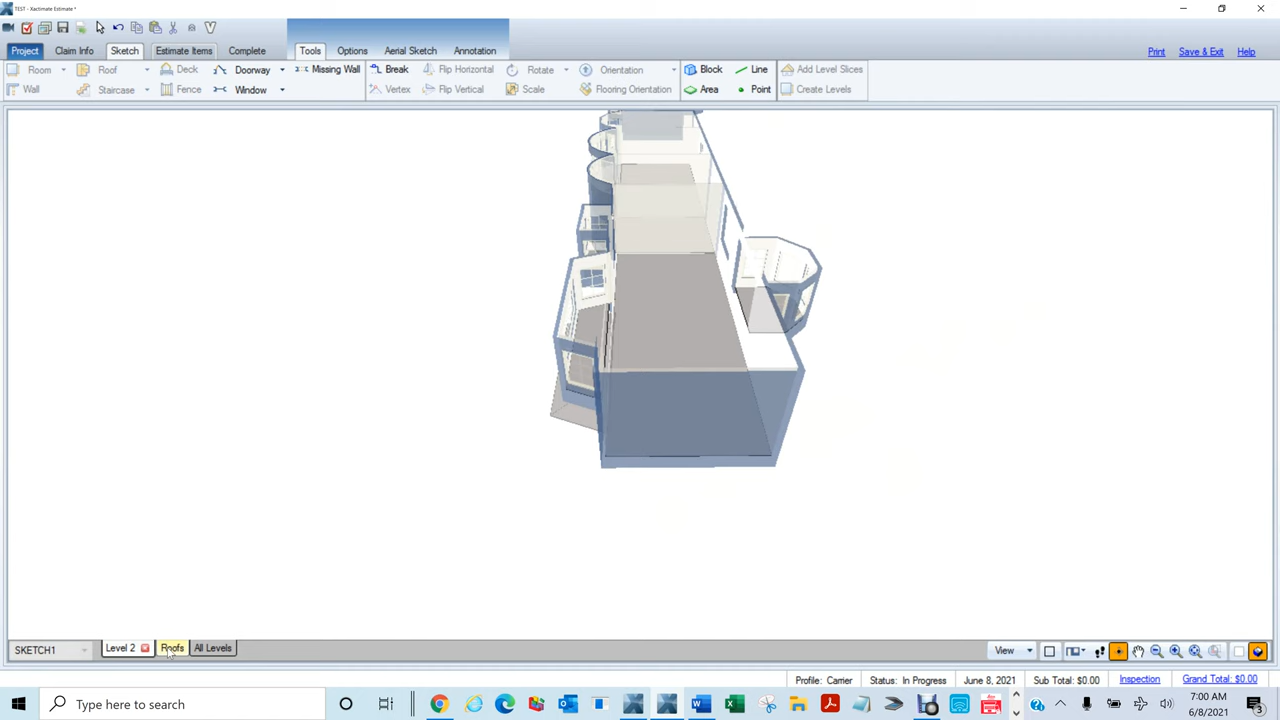 TEST - Xactimate Estimate *
Project Claim Info Sketch Estimate Items Complete Tools Options Aerial Sketch Annotation Print Save & Exit Help
Room Roof Deck Doorway Missing Wall Break Flip Horizontal Rotate Orientation Block Line Add Level Slices
Wall Staircase Fence Window Vertex Flip Vertical Scale Flooring Orientation Area Point Create Levels
SKETCH1 Level 2 Roofs All Levels View
Profile: Carrier Status: In Progress June 8, 2021 Sub Total: $0.00 Inspection Grand Total: $0.00
Type here to search
7:00 AM
6/8/2021
3